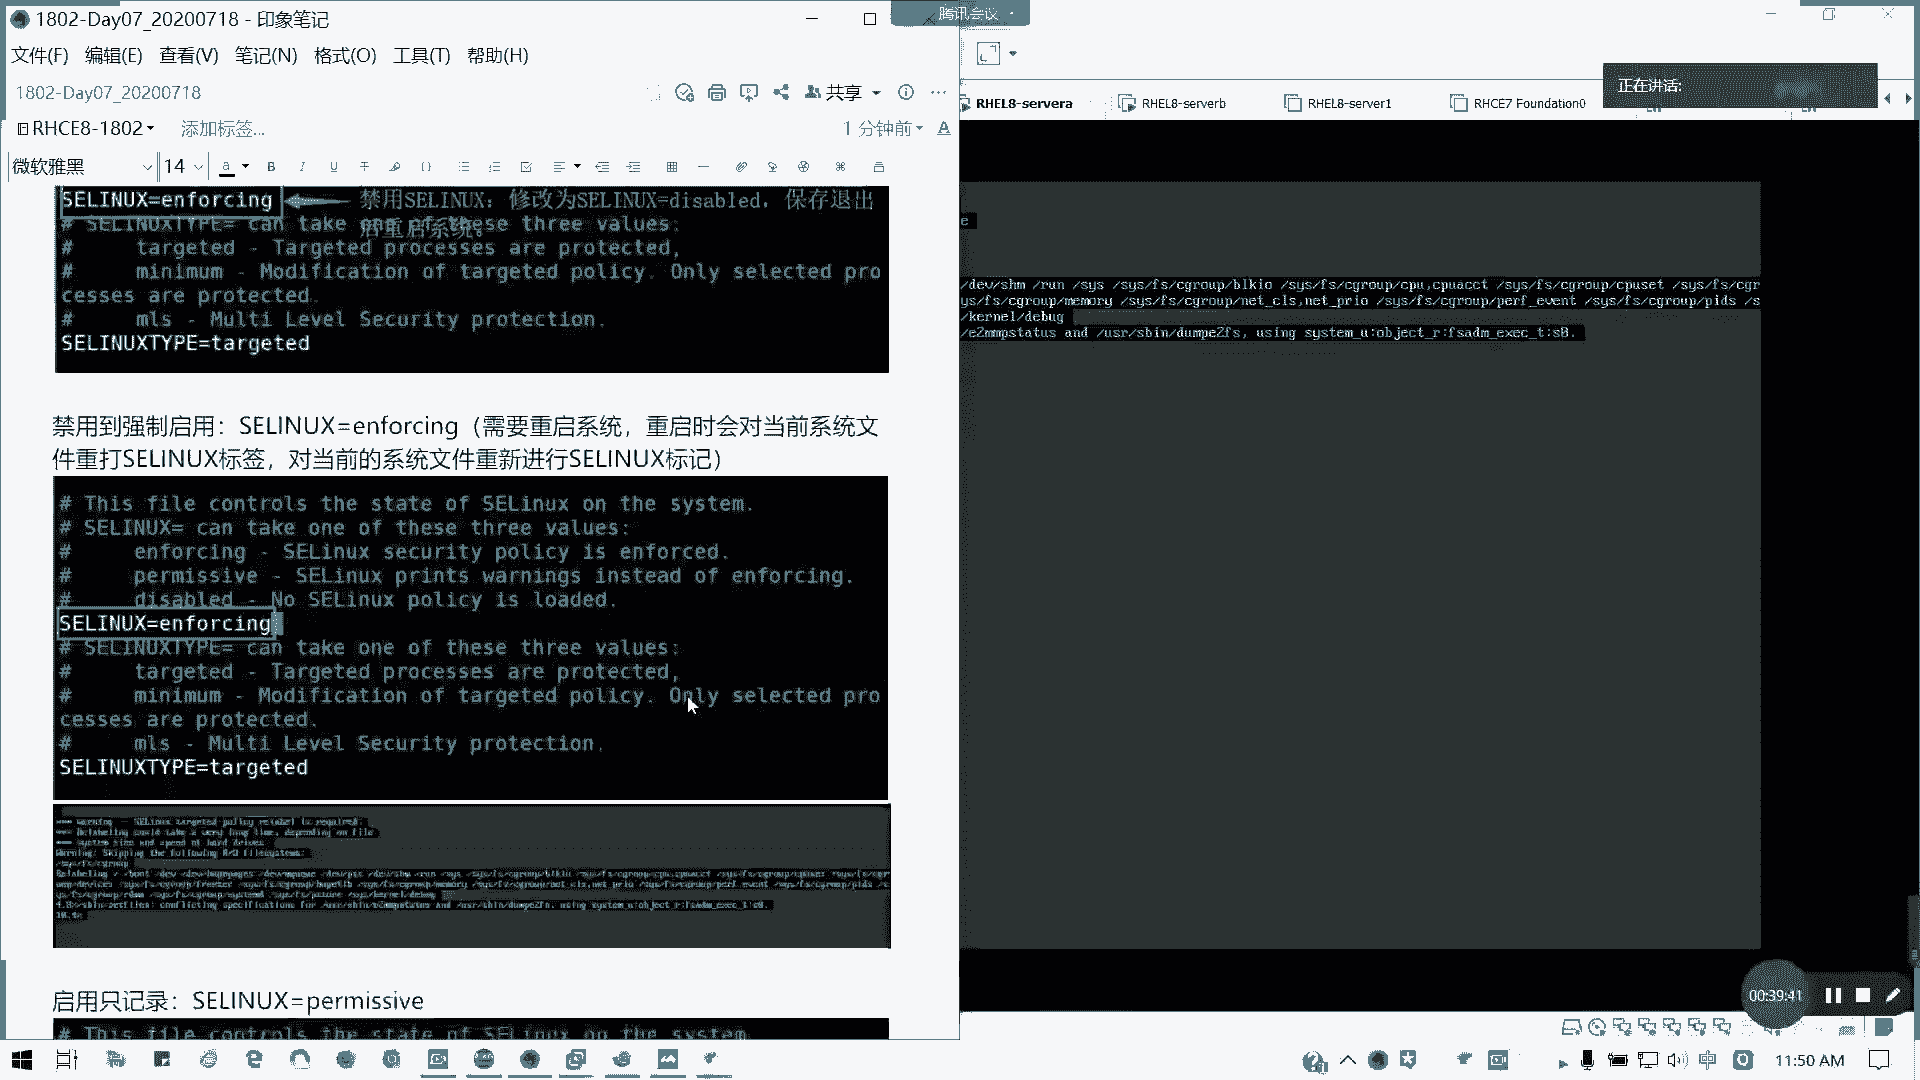 1802-Day07_20200718 - 印象笔记
腾讯会议
文件(F) 编辑(E) 查看(V) 笔记(N) 格式(O) 工具(T) 帮助(H)
1802-Day07_20200718
共享
正在讲话:
RHEL8-servera
RHEL8-serverb
RHEL8-server1
RHCE7 Foundation0
RHCE8-1802
添加标签...
1 分钟前
微软雅黑
14
SELINUX=enforcing
禁用SELINUX：修改为SELINUX=disabled，保存退出
后重启系统。
# SELINUXTYPE= can take one of these three values:
#      targeted - Targeted processes are protected,
#      minimum - Modification of targeted policy. Only selected pro
cesses are protected.
#      mls - Multi Level Security protection.
SELINUXTYPE=targeted
/dev/shm /run /sys /sys/fs/cgroup/blkio /sys/fs/cgroup/cpu,cpuacct /sys/fs/cgroup/cpuset /sys/fs/cgr
ys/fs/cgroup/memory /sys/fs/cgroup/net_cls,net_prio /sys/fs/cgroup/perf_event /sys/fs/cgroup/pids /s
/kernel/debug
/e2mmpstatus and /usr/sbin/dumpe2fs, using system_u:object_r:fsadm_exec_t:s0.
禁用到强制启用：SELINUX=enforcing（需要重启系统，重启时会对当前系统文
件重打SELINUX标签，对当前的系统文件重新进行SELINUX标记）
# This file controls the state of SELinux on the system.
# SELINUX= can take one of these three values:
#      enforcing - SELinux security policy is enforced.
#      permissive - SELinux prints warnings instead of enforcing.
#      disabled - No SELinux policy is loaded.
SELINUX=enforcing
# SELINUXTYPE= can take one of these three values:
#      targeted - Targeted processes are protected,
#      minimum - Modification of targeted policy. Only selected pro
cesses are protected.
#      mls - Multi Level Security protection.
SELINUXTYPE=targeted
启用只记录：SELINUX=permissive
# This file controls the state of SELinux on the system.
00:39:41
中
11:50 AM